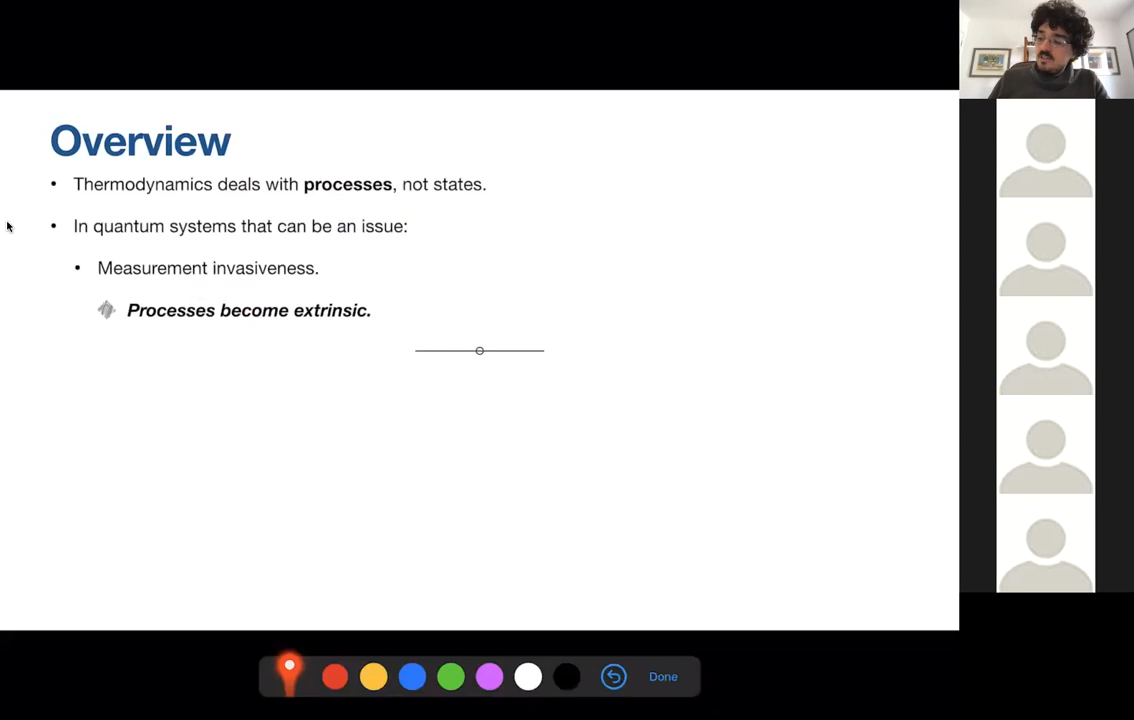 Overview
• Thermodynamics deals with processes, not states.
• In quantum systems that can be an issue:
• Measurement invasiveness.
Processes become extrinsic.
Done